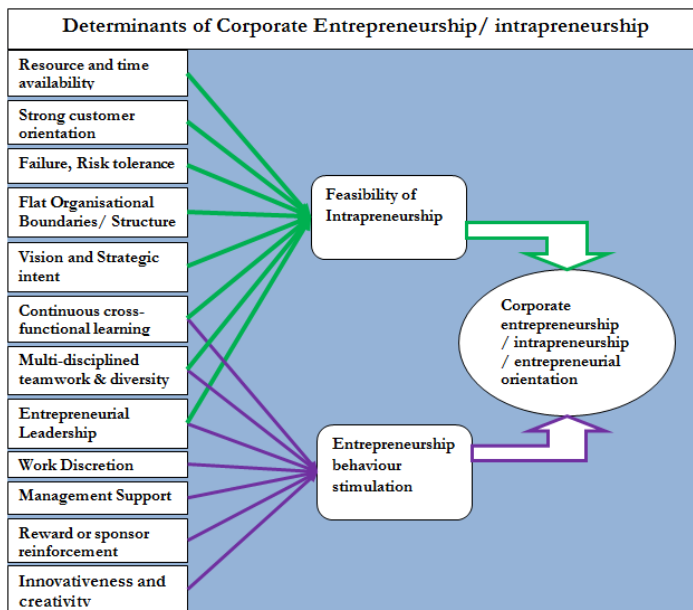 Determinants of Corporate Entrepreneurship/ intrapreneurship
Resource and time
availability
Strong customer
orientation
Failure, Risk tolerance
Flat Organisational
Boundaries/ Structure
Vision and Strategic
intent
Continuous cross-
functional learning
Multi-disciplined
teamwork & diversity
Entrepreneurial
Leadership
Work Discretion
Management Support
Reward or sponsor
reinforcement
Innovativeness and
creativity
Feasibility of
Intrapreneurship
Entrepreneurship
behaviour
stimulation
Corporate
entrepreneurship
/ intrapreneurship
/ entrepreneurial
orientation